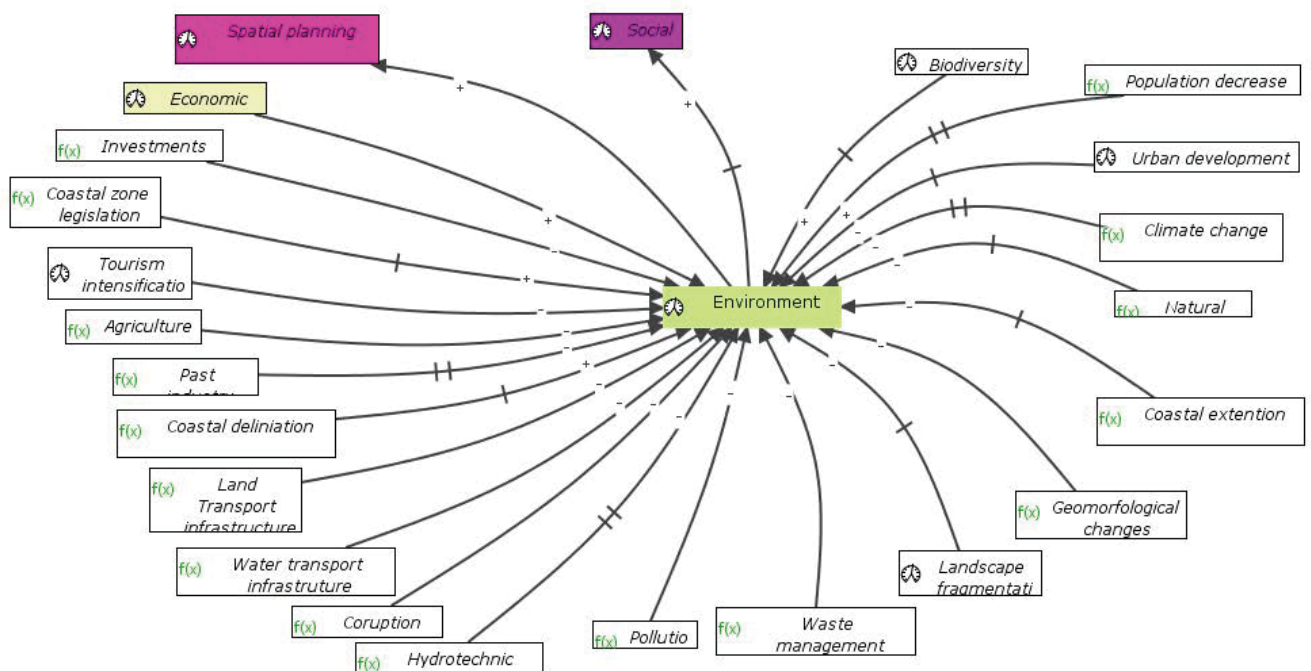 Spatial planning
Social
Biodiversity
f(x) Population decrease
Economic
f(x) Investments
Urban development
f(x) Coastal zone
legislation
f(x) Climate change
Tourism
intensificatio
Environment
f(x) Natural
f(x) Agriculture
f(x) Past
industry
f(x) Coastal deliniation
f(x) Coastal extention
f(x) Land
Transport
infrastructure
f(x) Geomorfological
changes
f(x) Water transport
infrastruture
Landscape
fragmentati
f(x) Coruption
f(x) Pollutio
f(x) Waste
management
f(x) Hydrotechnic